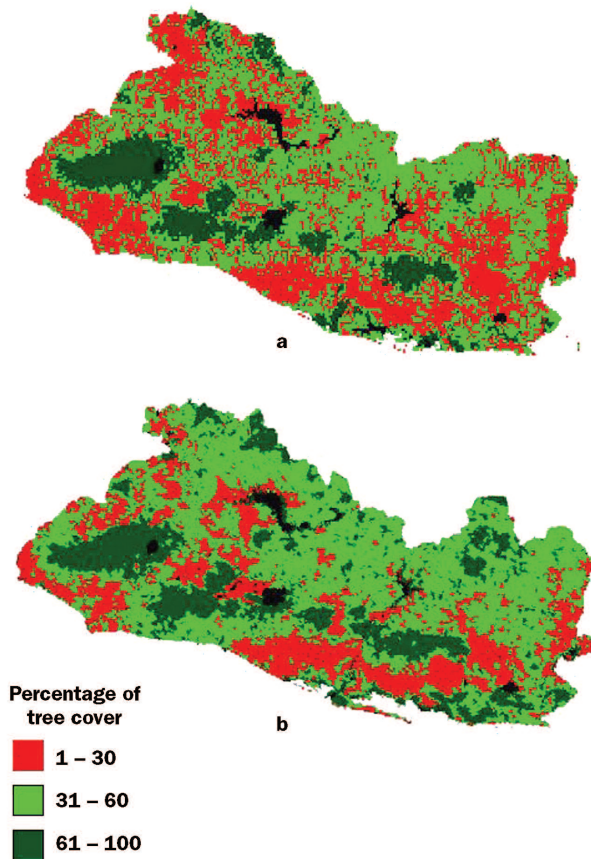 a
b
Percentage of
tree cover
1 – 30
31 – 60
61 – 100